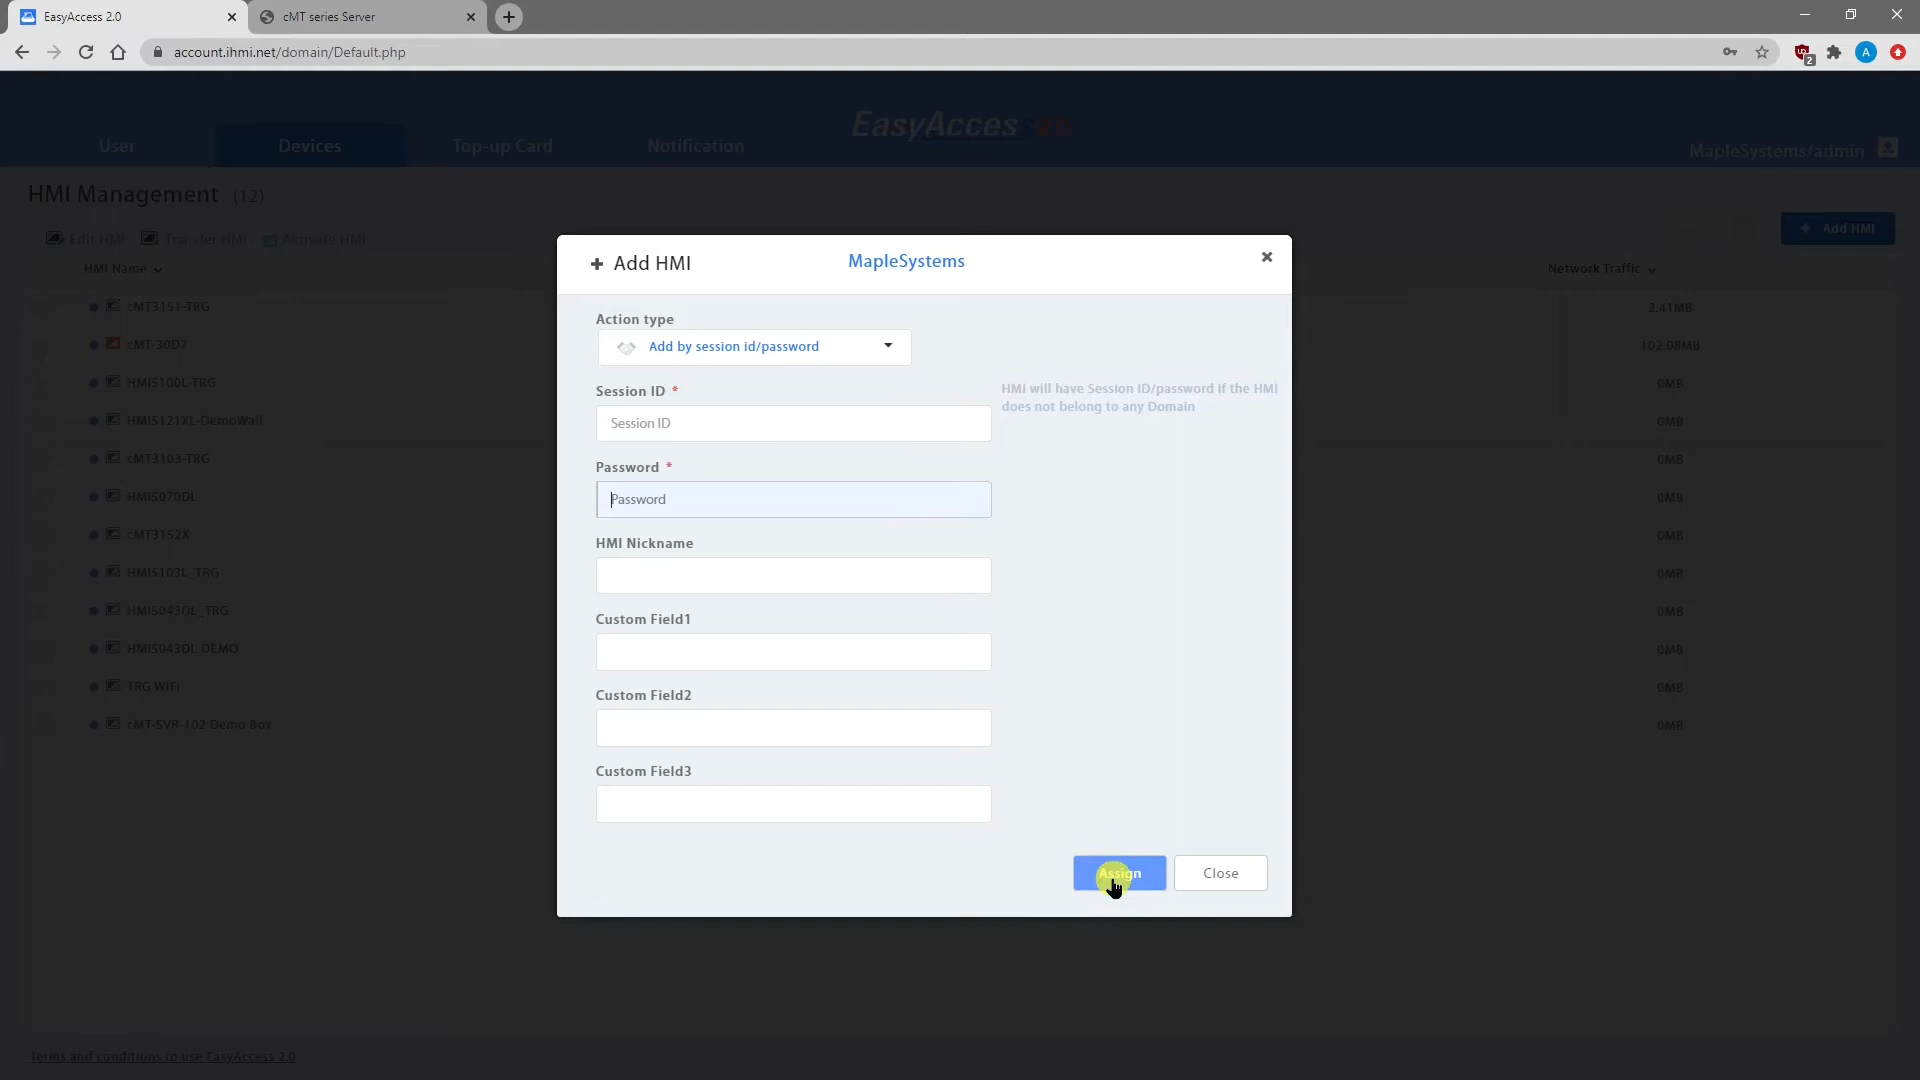 EasyAccess 2.0
cMT series Server
account.ihmi.net/domain/Default.php
2
A
EasyAccess 2.0
User
Devices
Top-up Card
Notification
MapleSystems/admin
HMI Management (12)
Edit HMI
Transfer HMI
Activate HMI
Add HMI
HMI Name
Network Traffic
cMT3151-TRG
2.41MB
cMT-30D7
102.08MB
HMI5100L-TRG
0MB
HMI5121XL-DemoWall
0MB
cMT3103-TRG
0MB
HMI5070DL
0MB
cMT3152X
0MB
HMI5103L_TRG
0MB
HMI5043DL_TRG
0MB
HMI5043DL DEMO
0MB
TRG WIFI
0MB
cMT-SVR-102 Demo Box
0MB
Terms and conditions to use EasyAccess 2.0
Add HMI
MapleSystems
Action type
Add by session id/password
Session ID *
HMI will have Session ID/password if the HMI
does not belong to any Domain
Session ID
Password *
Password
HMI Nickname
Custom Field1
Custom Field2
Custom Field3
Assign
Close